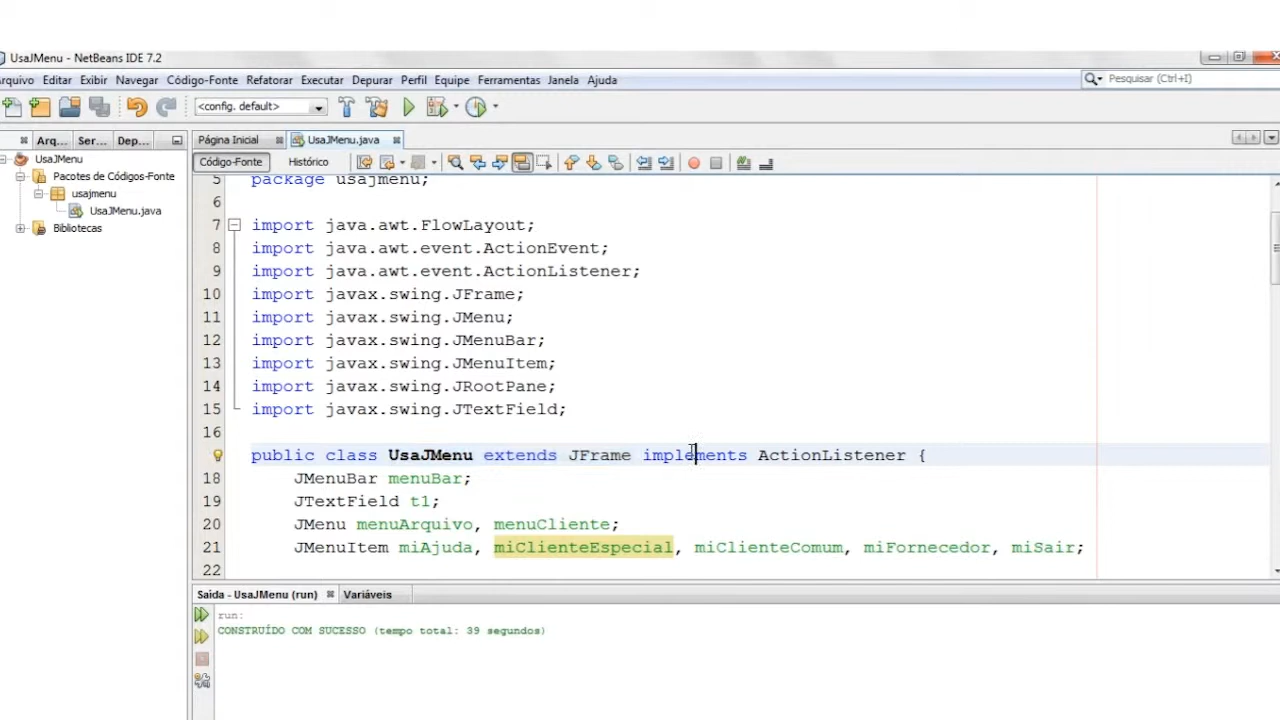 UsaJMenu - NetBeans IDE 7.2
rquivo Editar Exibir Navegar Código-Fonte Refatorar Executar Depurar Perfil Equipe Ferramentas Janela Ajuda
Pesquisar (Ctrl+I)
<config. default>
Arq... Ser... Dep...
Página Inicial UsaJMenu.java
UsaJMenu
Pacotes de Códigos-Fonte
usajmenu
UsaJMenu.java
Bibliotecas
Código-Fonte Histórico
5 package usajmenu;
6
7 import java.awt.FlowLayout;
8 import java.awt.event.ActionEvent;
9 import java.awt.event.ActionListener;
10 import javax.swing.JFrame;
11 import javax.swing.JMenu;
12 import javax.swing.JMenuBar;
13 import javax.swing.JMenuItem;
14 import javax.swing.JRootPane;
15 import javax.swing.JTextField;
16
public class UsaJMenu extends JFrame implements ActionListener {
18 JMenuBar menuBar;
19 JTextField t1;
20 JMenu menuArquivo, menuCliente;
21 JMenuItem miAjuda, miClienteEspecial, miClienteComum, miFornecedor, miSair;
22
Saída - UsaJMenu (run) Variáveis
run:
CONSTRUÍDO COM SUCESSO (tempo total: 39 segundos)